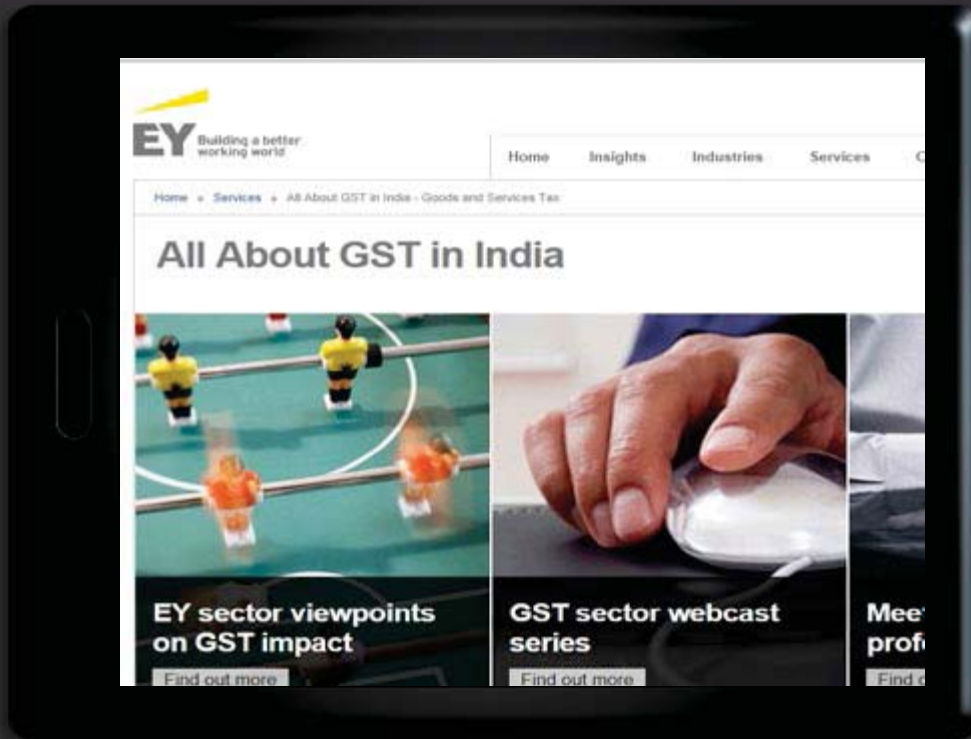 EY Building a better
working world
Home Insights Industries Services
Home Services All About GST in India - Goods and Services Tax
All About GST in India
EY sector viewpoints
on GST impact
Find out more
GST sector webcast
series
Find out more
Meet
Find